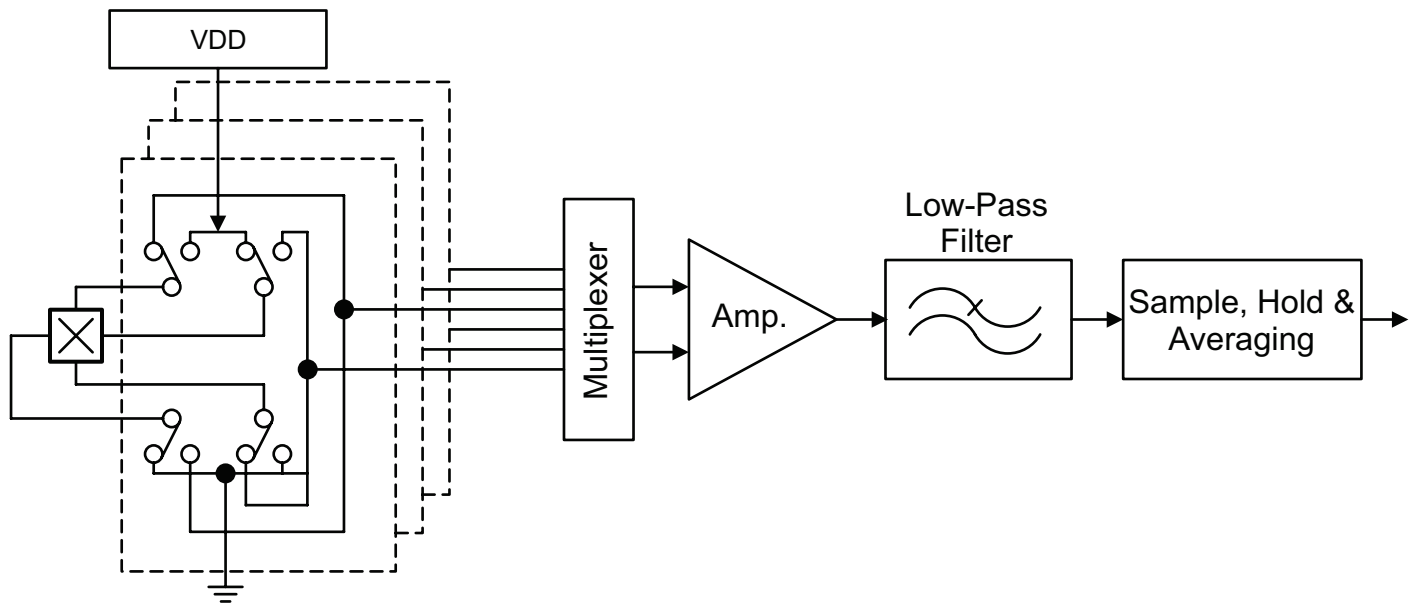 VDD
Multiplexer
Amp.
Low-Pass
Filter
Sample, Hold &
Averaging